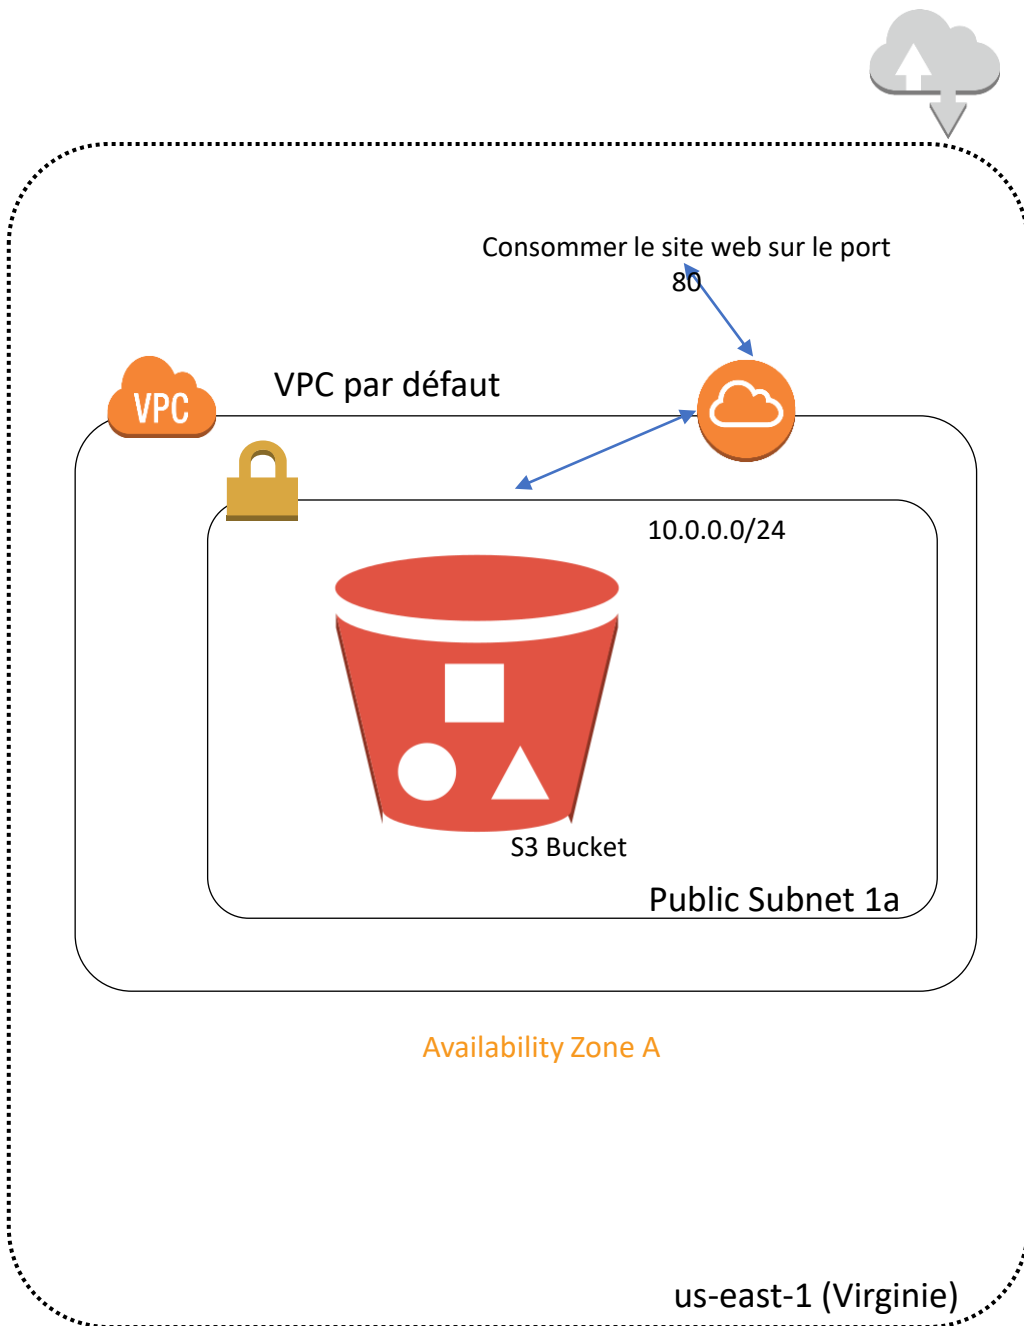 Consommer le site web sur le port
80
VPC
VPC par défaut
10.0.0.0/24
S3 Bucket
Public Subnet 1a
Availability Zone A
us-east-1 (Virginie)